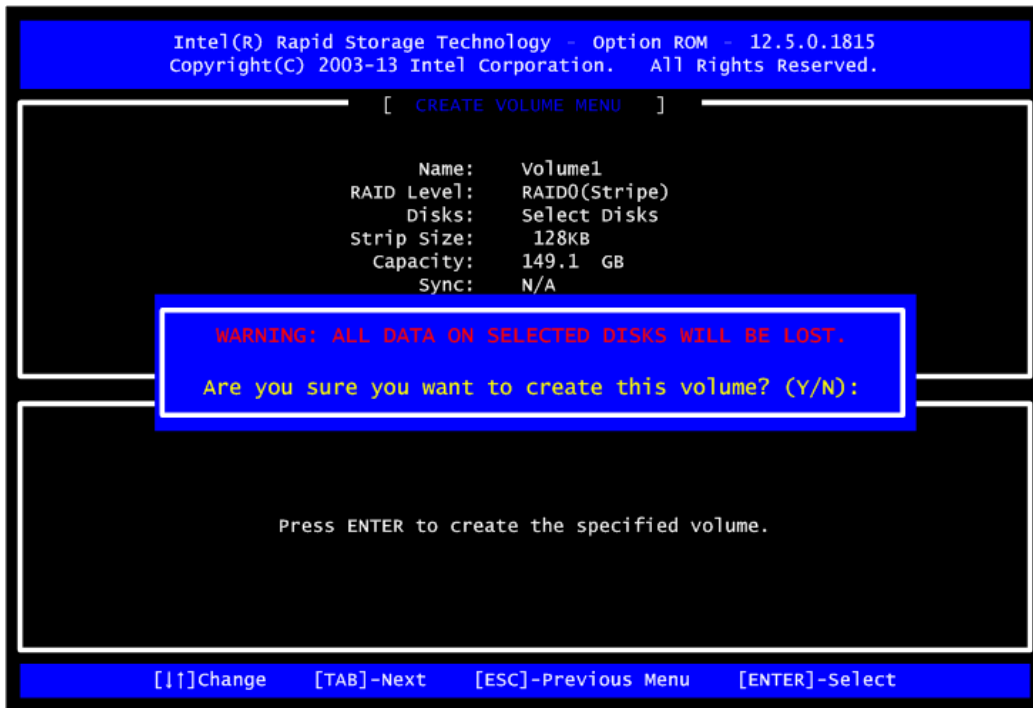 Intel(R) Rapid Storage Technology - Option ROM - 12.5.0.1815
Copyright(C) 2003-13 Intel Corporation. All Rights Reserved.
[ CREATE VOLUME MENU ]
Name: Volume1
RAID Level: RAID0(Stripe)
Disks: Select Disks
Strip Size: 128KB
Capacity: 149.1 GB
Sync: N/A
WARNING: ALL DATA ON SELECTED DISKS WILL BE LOST.
Are you sure you want to create this volume? (Y/N):
Press ENTER to create the specified volume.
[↓↑]Change [TAB]-Next [ESC]-Previous Menu [ENTER]-Select